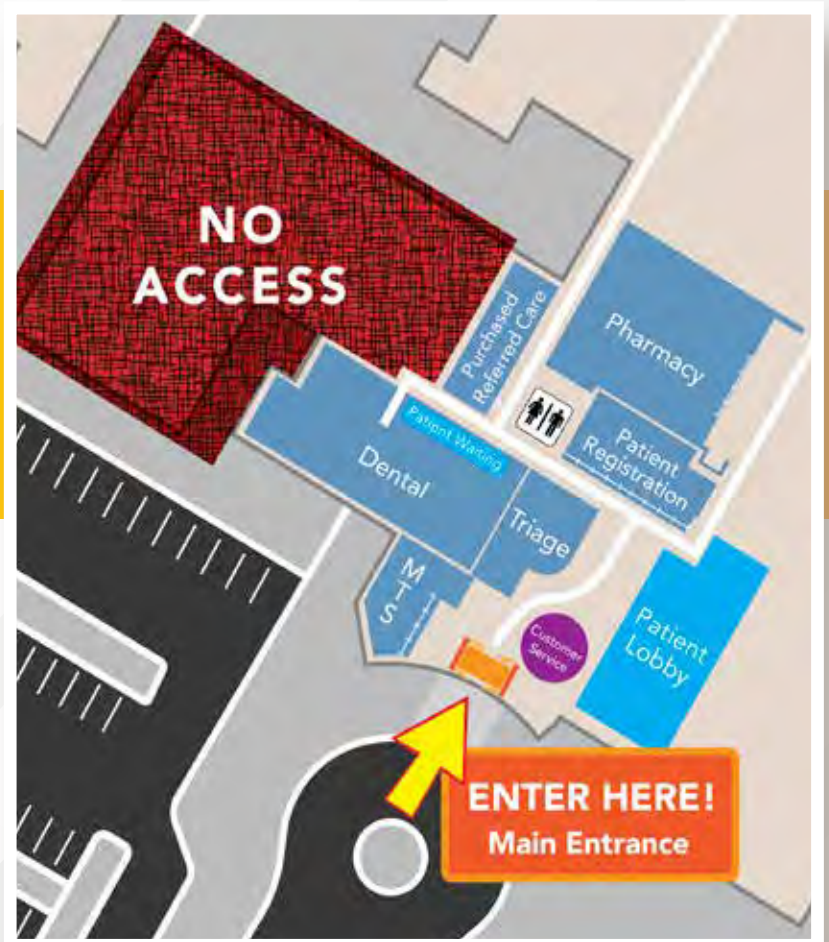 NO
ACCESS
Purchased
Referred Care
Pharmacy
Patient Waiting
Patient
Registration
Dental
Triage
MTS
Customer
Service
Patient
Lobby
ENTER HERE!
Main Entrance